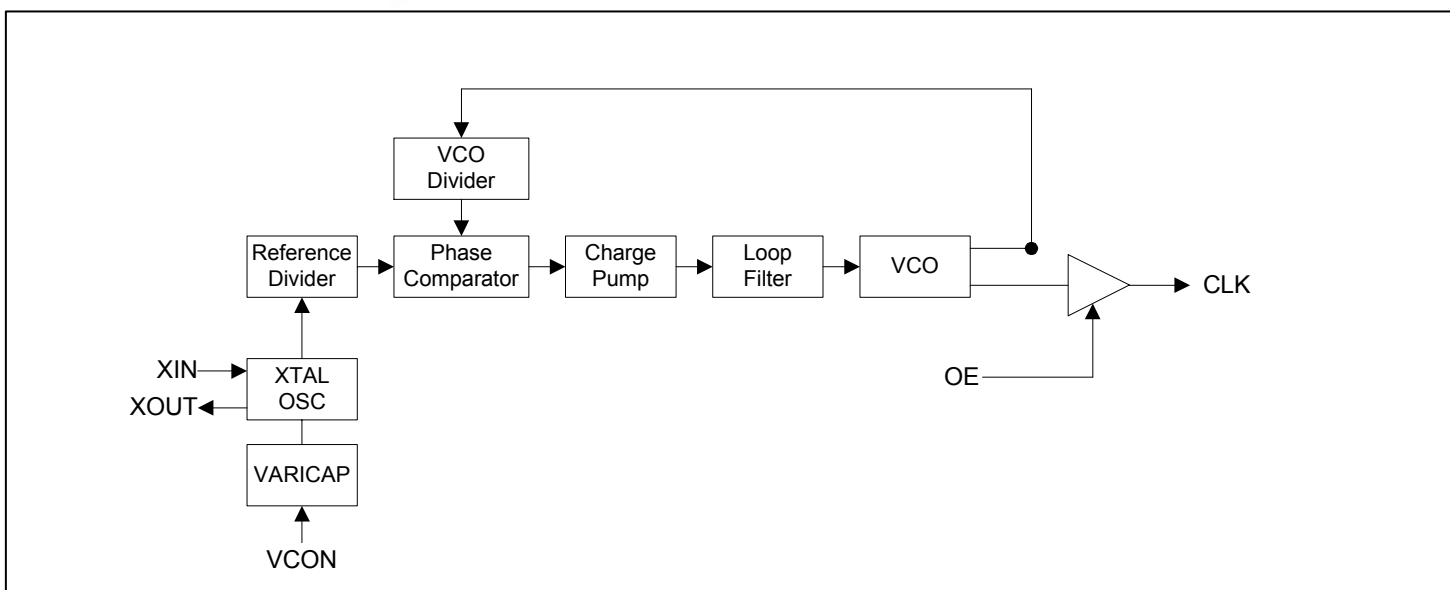 VCO
Divider
Reference
Divider
Phase
Comparator
Charge
Pump
Loop
Filter
VCO
CLK
XIN
XOUT
XTAL
OSC
OE
VARICAP
VCON